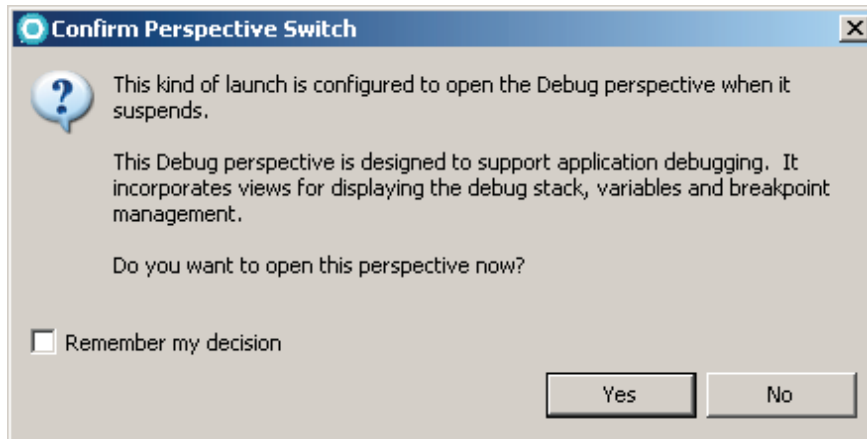 Confirm Perspective Switch
This kind of launch is configured to open the Debug perspective when it
suspends.
This Debug perspective is designed to support application debugging.  It
incorporates views for displaying the debug stack, variables and breakpoint
management.
Do you want to open this perspective now?
Remember my decision
Yes No